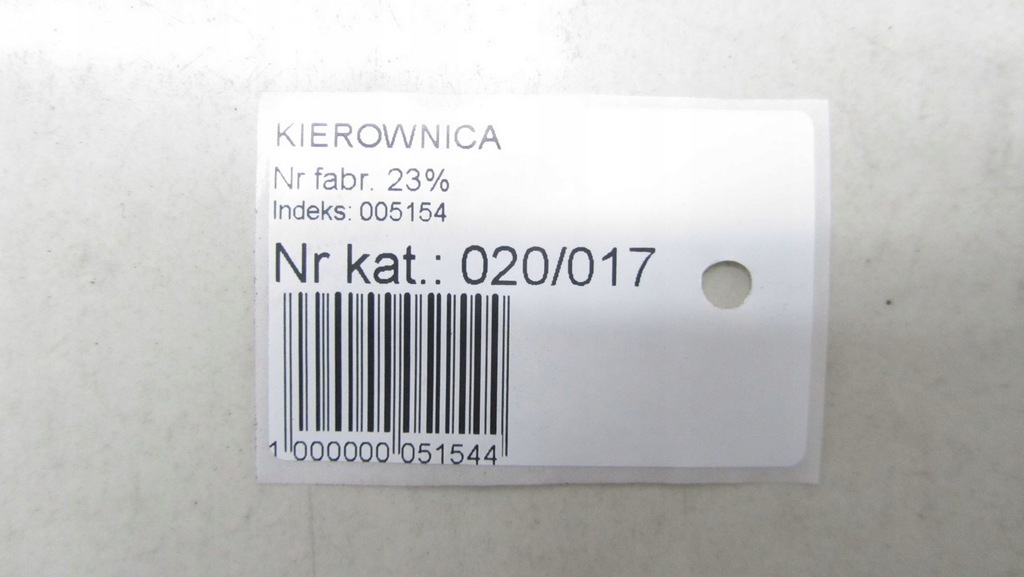 KIEROWNICA
Nr fabr. 23%
Indeks: 005154
Nr kat.: 020/017
1 000000 051544